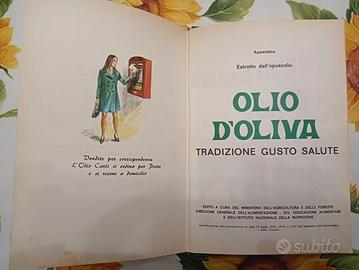 Vendite per corrispondenza
L'Olio Carli si ordina per Posta
e si riceve a domicilio
Appendice
Estratto dall'opuscolo:
OLIO
D'OLIVA
TRADIZIONE GUSTO SALUTE
EDITO A CURA DEL MINISTERO DELL'AGRICOLTURA E DELLE FORESTE
DIREZIONE GENERALE DELL'ALIMENTAZIONE - DIV. EDUCAZIONE ALIMENTARE
E DELL'ISTITUTO NAZIONALE DELLA NUTRIZIONE
Subito